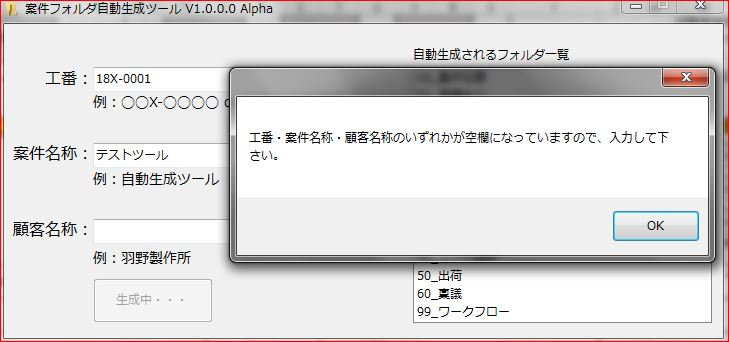 案件フォルダ自動生成ツール V1.0.0.0 Alpha
工番：
18X-0001
例：〇〇X-〇〇〇〇
案件名称：
テストツール
例：自動生成ツール
顧客名称：
例：羽野製作所
生成中・・・
自動生成されるフォルダ一覧
工番・案件名称・顧客名称のいずれかが空欄になっていますので、入力して下
さい。
OK
50_出荷
60_稟議
99_ワークフロー